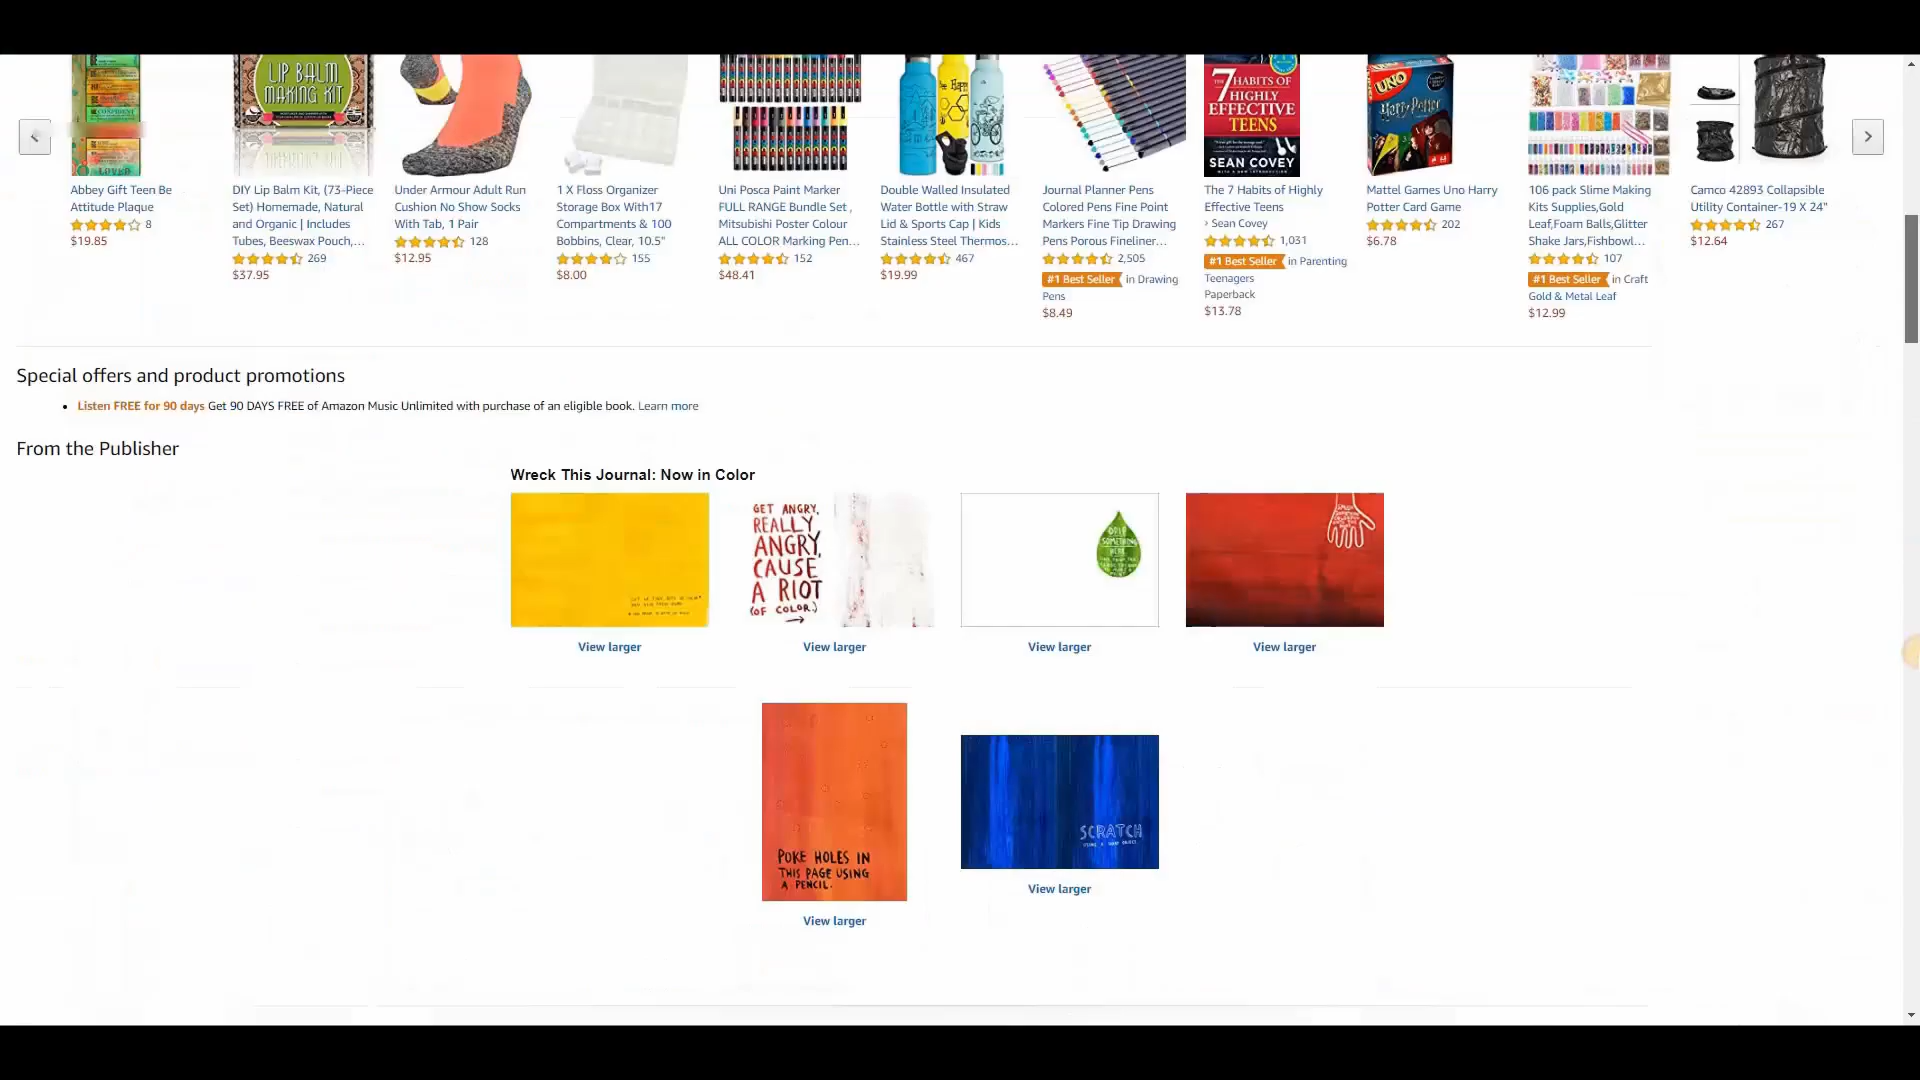 LIP BALM
MAKING KIT
7 HABITS OF
HIGHLY
EFFECTIVE
TEENS
SEAN COVEY
UNO
Harry Potter
Abbey Gift Teen Be
Attitude Plaque
8
$19.85
DIY Lip Balm Kit, (73-Piece
Set) Homemade, Natural
and Organic | Includes
Tubes, Beeswax Pouch,...
269
$37.95
Under Armour Adult Run
Cushion No Show Socks
With Tab, 1 Pair
128
$12.95
1 X Floss Organizer
Storage Box With17
Compartments & 100
Bobbins, Clear, 10.5"
155
$8.00
Uni Posca Paint Marker
FULL RANGE Bundle Set ,
Mitsubishi Poster Colour
ALL COLOR Marking Pen...
152
$48.41
Double Walled Insulated
Water Bottle with Straw
Lid & Sports Cap | Kids
Stainless Steel Thermos...
467
$19.99
Journal Planner Pens
Colored Pens Fine Point
Markers Fine Tip Drawing
Pens Porous Fineliner...
2,505
#1 Best Seller in Drawing
Pens
$8.49
The 7 Habits of Highly
Effective Teens
› Sean Covey
1,031
#1 Best Seller in Parenting
Teenagers
Paperback
$13.78
Mattel Games Uno Harry
Potter Card Game
202
$6.78
106 pack Slime Making
Kits Supplies,Gold
Leaf,Foam Balls,Glitter
Shake Jars,Fishbowl...
107
#1 Best Seller in Craft
Gold & Metal Leaf
$12.99
Camco 42893 Collapsible
Utility Container-19 X 24"
267
$12.64
Special offers and product promotions
Listen FREE for 90 days Get 90 DAYS FREE of Amazon Music Unlimited with purchase of an eligible book. Learn more
From the Publisher
Wreck This Journal: Now in Color
GET ANGRY,
REALLY
ANGRY,
CAUSE
A RIOT
(OF COLOR.)
DRIP
SOMETHING
HERE
View larger
View larger
View larger
View larger
POKE HOLES IN
THIS PAGE USING
A PENCIL.
SCRATCH
View larger
View larger